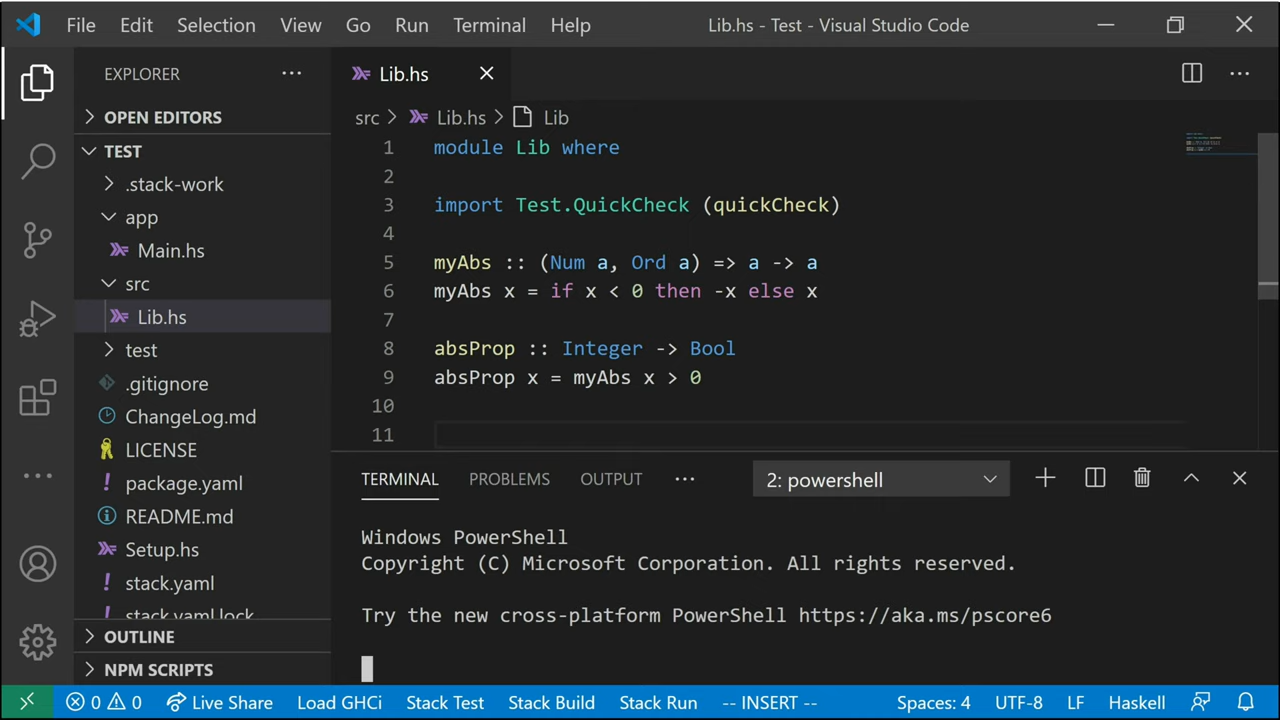 File Edit Selection View Go Run Terminal Help Lib.hs - Test - Visual Studio Code
EXPLORER
OPEN EDITORS
TEST
.stack-work
app
Main.hs
src
Lib.hs
test
.gitignore
ChangeLog.md
LICENSE
package.yaml
README.md
Setup.hs
stack.yaml
stack.yaml.lock
OUTLINE
NPM SCRIPTS
Lib.hs
src > Lib.hs > Lib
1 module Lib where
2
3 import Test.QuickCheck (quickCheck)
4
5 myAbs :: (Num a, Ord a) => a -> a
6 myAbs x = if x < 0 then -x else x
7
8 absProp :: Integer -> Bool
9 absProp x = myAbs x > 0
10
11
TERMINAL PROBLEMS OUTPUT 2: powershell
Windows PowerShell
Copyright (C) Microsoft Corporation. All rights reserved.
Try the new cross-platform PowerShell https://aka.ms/pscore6
0 0 Live Share Load GHCi Stack Test Stack Build Stack Run -- INSERT -- Spaces: 4 UTF-8 LF Haskell